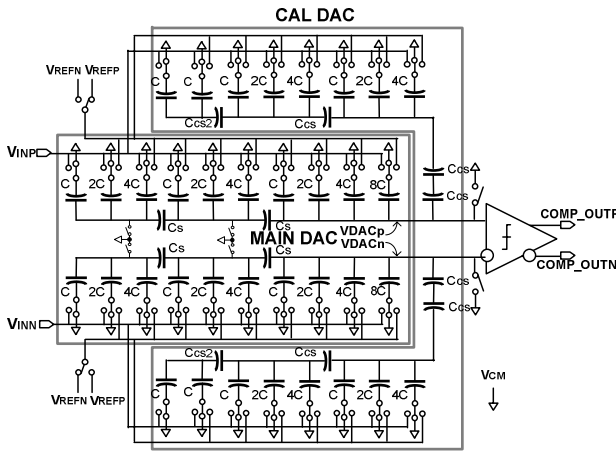 CAL DAC
VREFN VREFP
C C 2C 4C C 2C 4C
Ccs2 Ccs
VINP
C 2C 4C C 2C 4C C 2C 4C 8C
Ccs
Ccs
Cs Cs
MAIN DAC
VDACp
VDACn
COMP_OUTP
COMP_OUTN
Cs Cs
C 2C 4C C 2C 4C C 2C 4C 8C
Ccs
Ccs
VINN
Ccs2 Ccs
VREFN VREFP
C C 2C 4C C 2C 4C
VCM